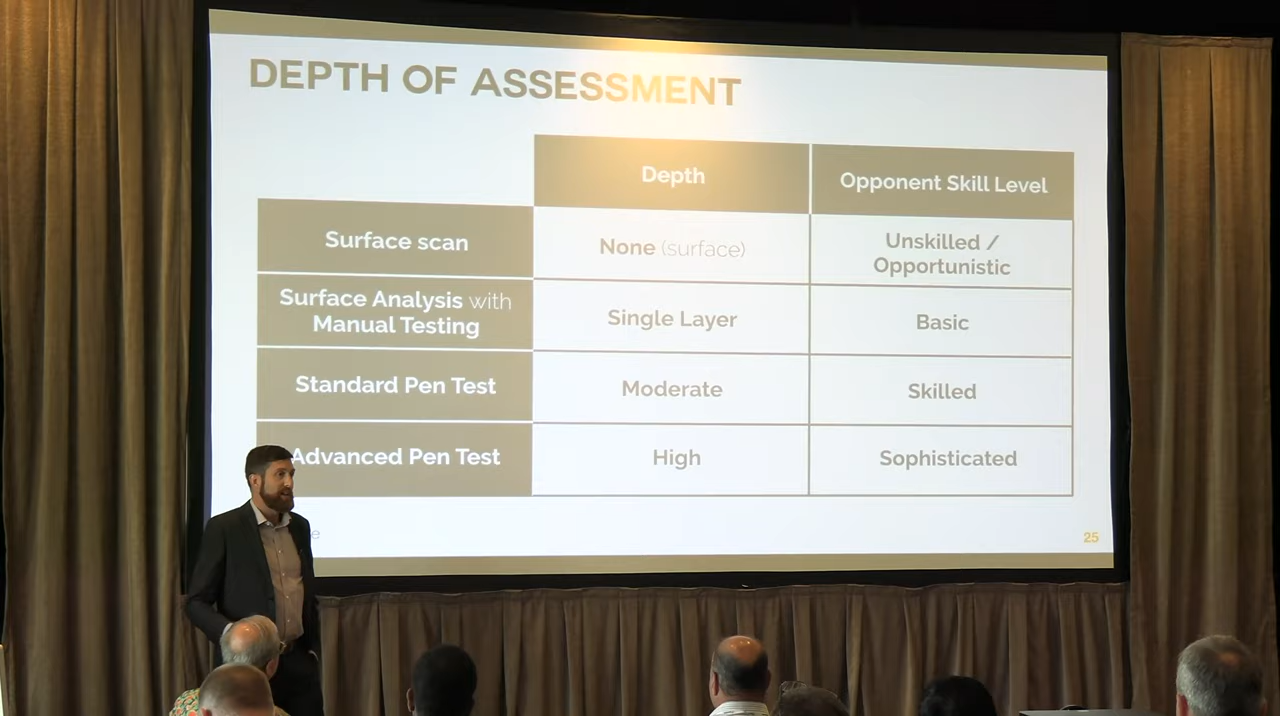 DEPTH OF ASSESSMENT
Depth
Opponent Skill Level
Surface scan
None (surface)
Unskilled /
Opportunistic
Surface Analysis with
Manual Testing
Single Layer
Basic
Standard Pen Test
Moderate
Skilled
Advanced Pen Test
High
Sophisticated
25